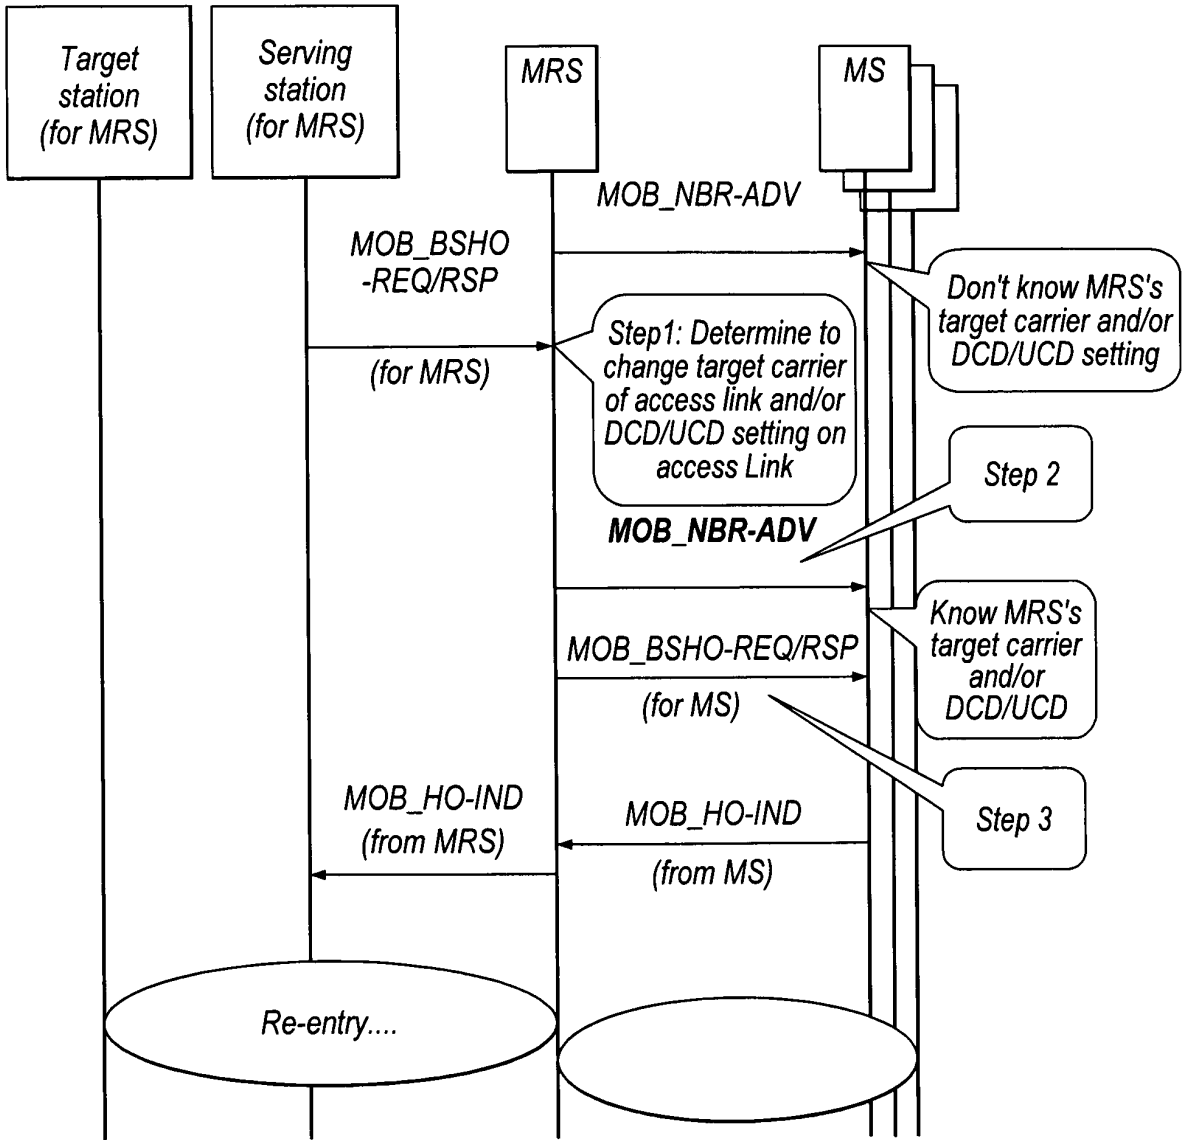 Target
station
(for MRS)
Serving
station
(for MRS)
MRS
MS
MOB_NBR-ADV
MOB_BSHO
-REQ/RSP
(for MRS)
Don't know MRS's
target carrier and/or
DCD/UCD setting
Step1: Determine to
change target carrier
of access link and/or
DCD/UCD setting on
access Link
Step 2
MOB_NBR-ADV
Know MRS's
target carrier
and/or
DCD/UCD
MOB_BSHO-REQ/RSP
(for MS)
Step 3
MOB_HO-IND
(from MRS)
MOB_HO-IND
(from MS)
Re-entry....